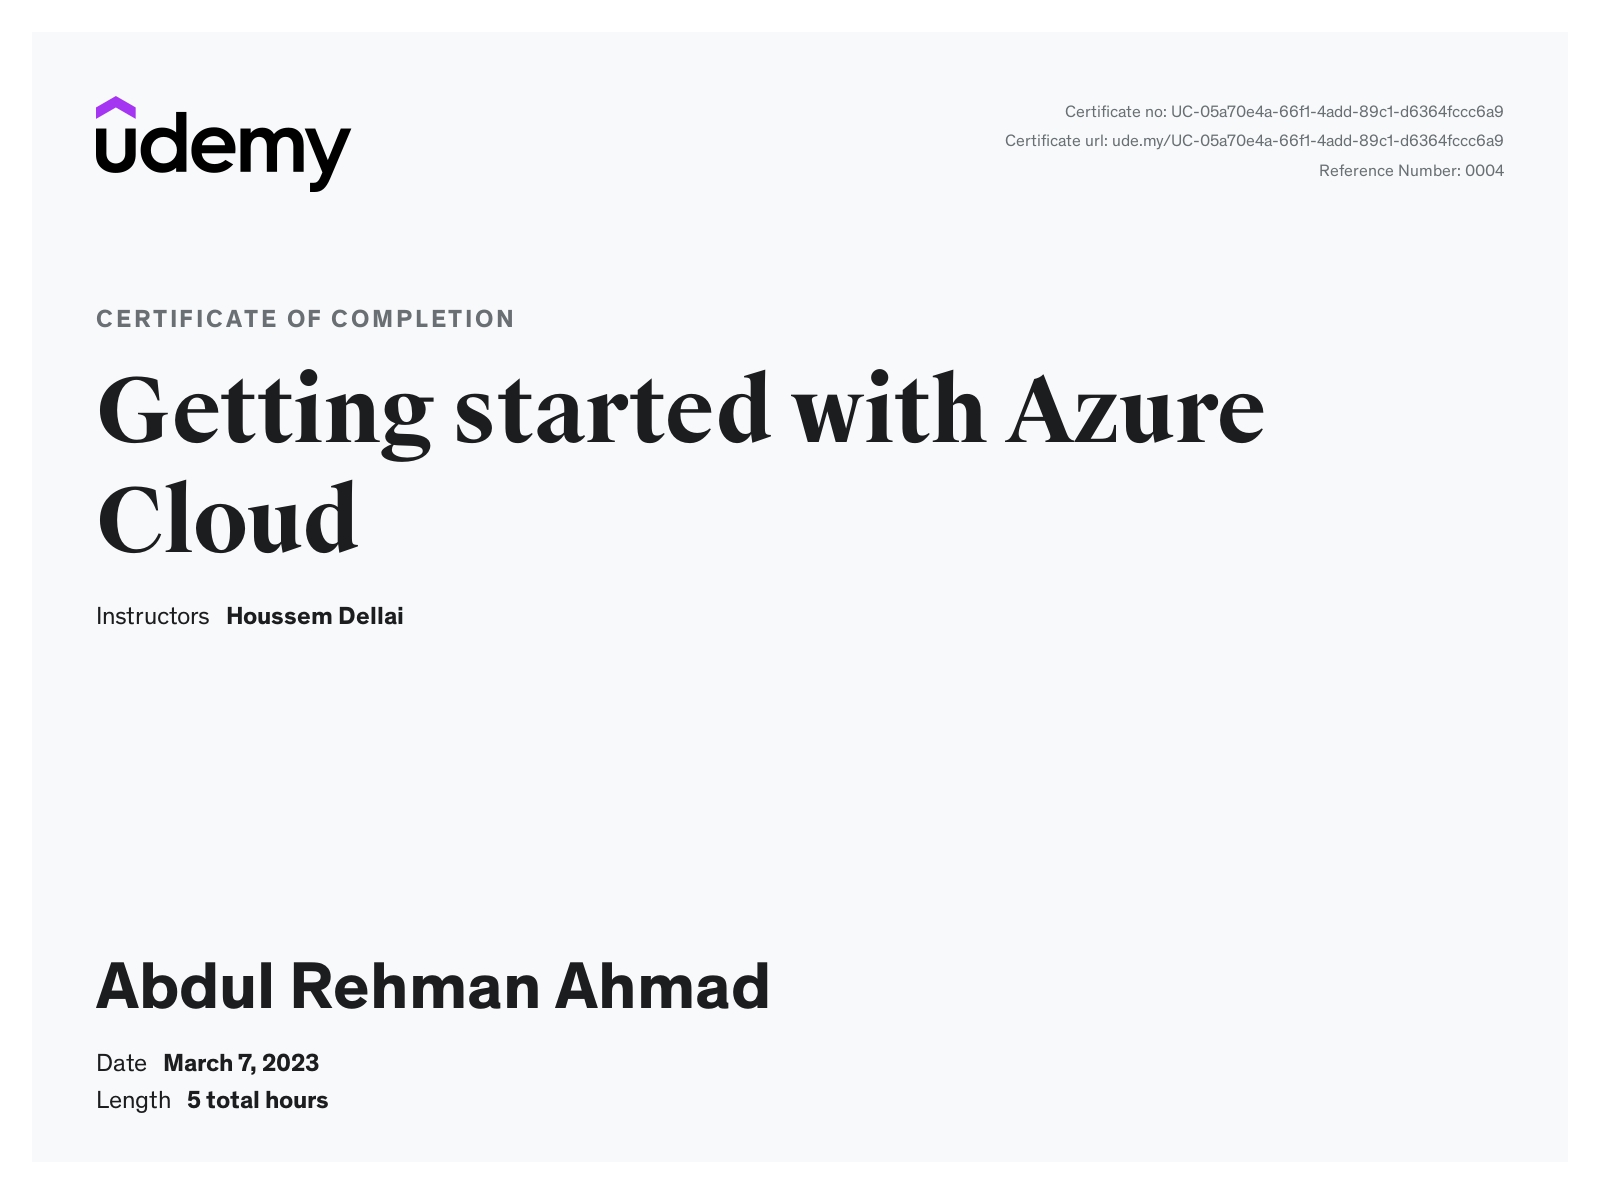 udemy
Certificate no: UC-05a70e4a-66f1-4add-89c1-d6364fccc6a9
Certificate url: ude.my/UC-05a70e4a-66f1-4add-89c1-d6364fccc6a9
Reference Number: 0004
CERTIFICATE OF COMPLETION
Getting started with Azure
Cloud
Instructors Houssem Dellai
Abdul Rehman Ahmad
Date March 7, 2023
Length 5 total hours